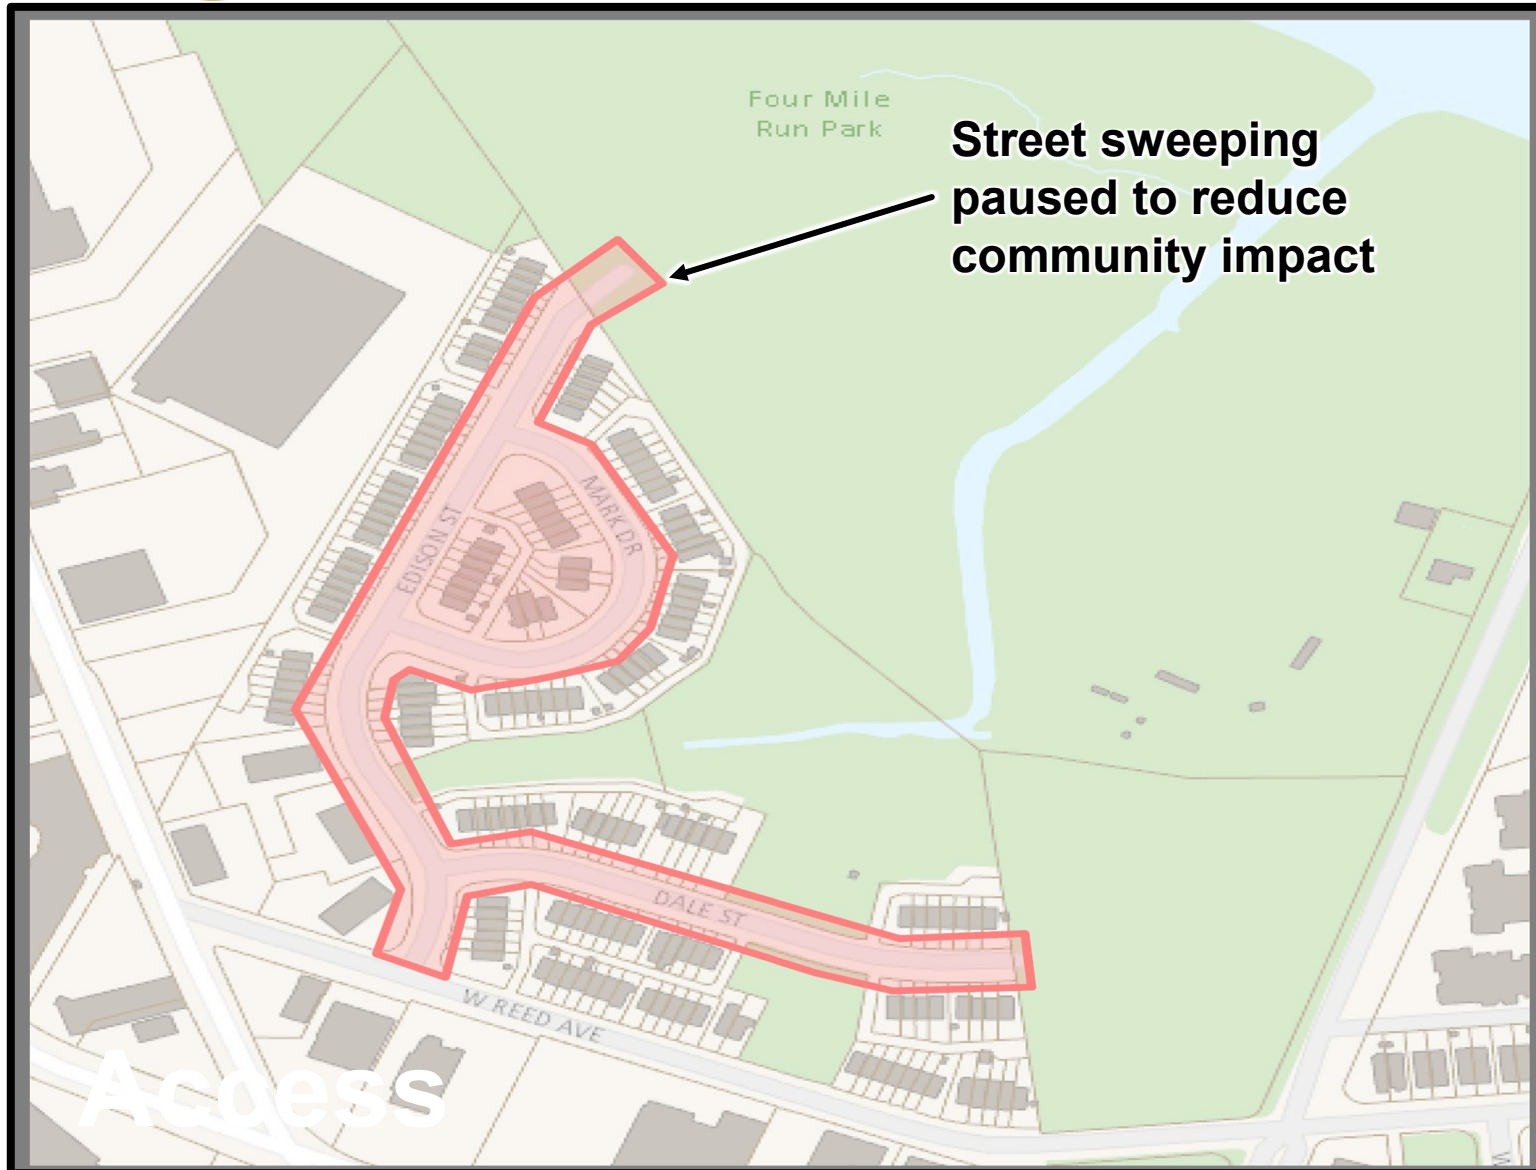 Four Mile
Run Park
Street sweeping
paused to reduce
community impact
MARK DR
EDISON ST
DALE ST
W REED AVE
Access
W